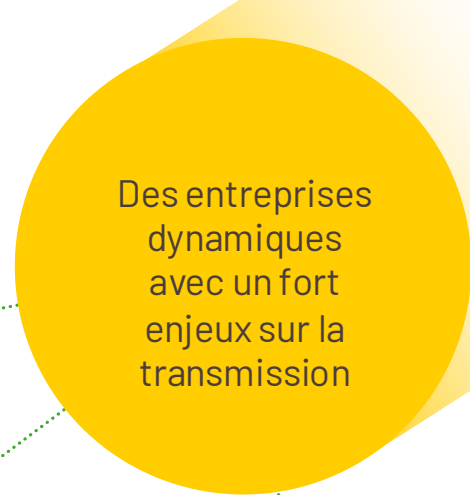 Des entreprises
dynamiques
avec un fort
enjeux sur la
transmission